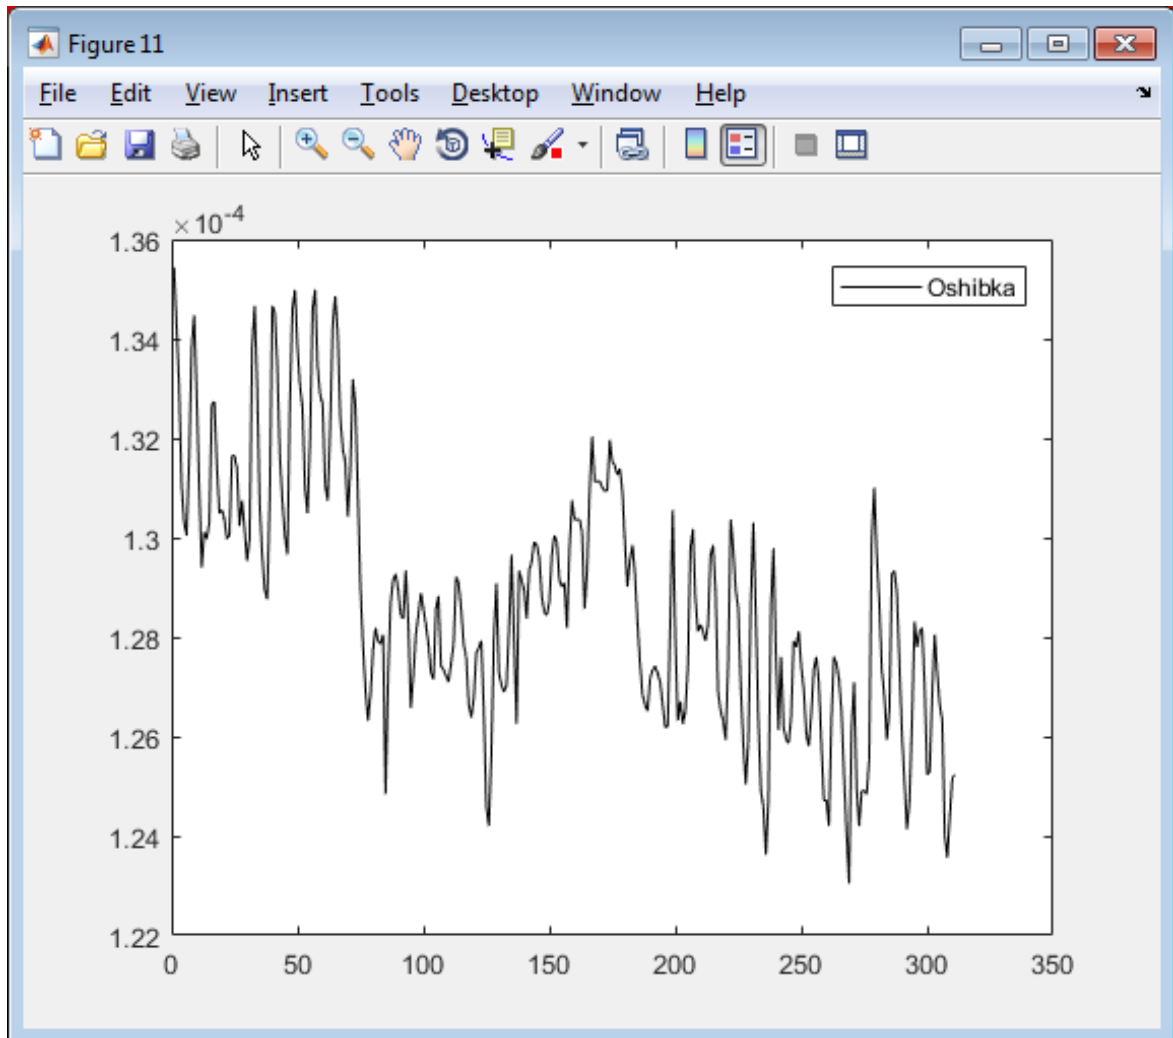 Figure 11
File Edit View Insert Tools Desktop Window Help
×10-4
1.36
1.34
1.32
1.3
1.28
1.26
1.24
1.22
0 50 100 150 200 250 300 350
Oshibka